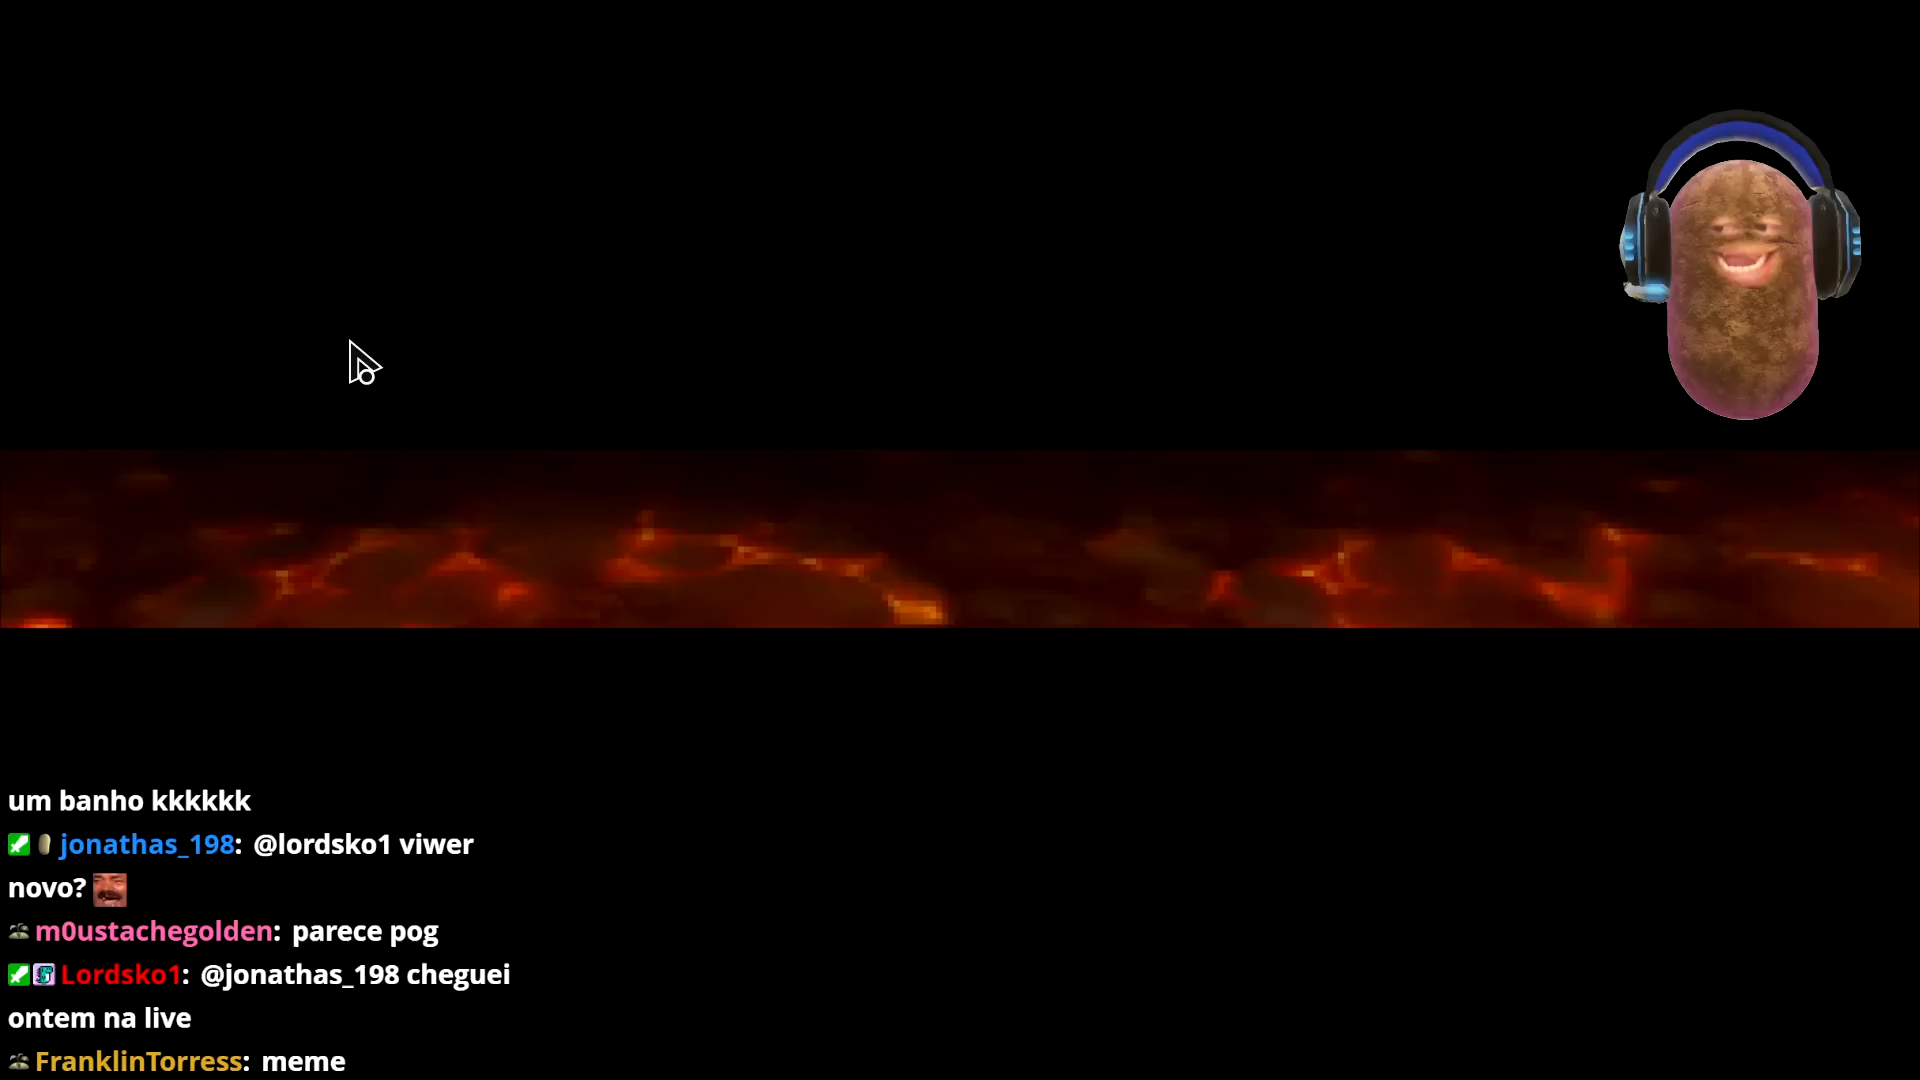 um banho kkkkkk
jonathas_198: @lordsko1 viwer
novo?
m0ustachegolden: parece pog
Lordsko1: @jonathas_198 cheguei
ontem na live
FranklinTorress: meme